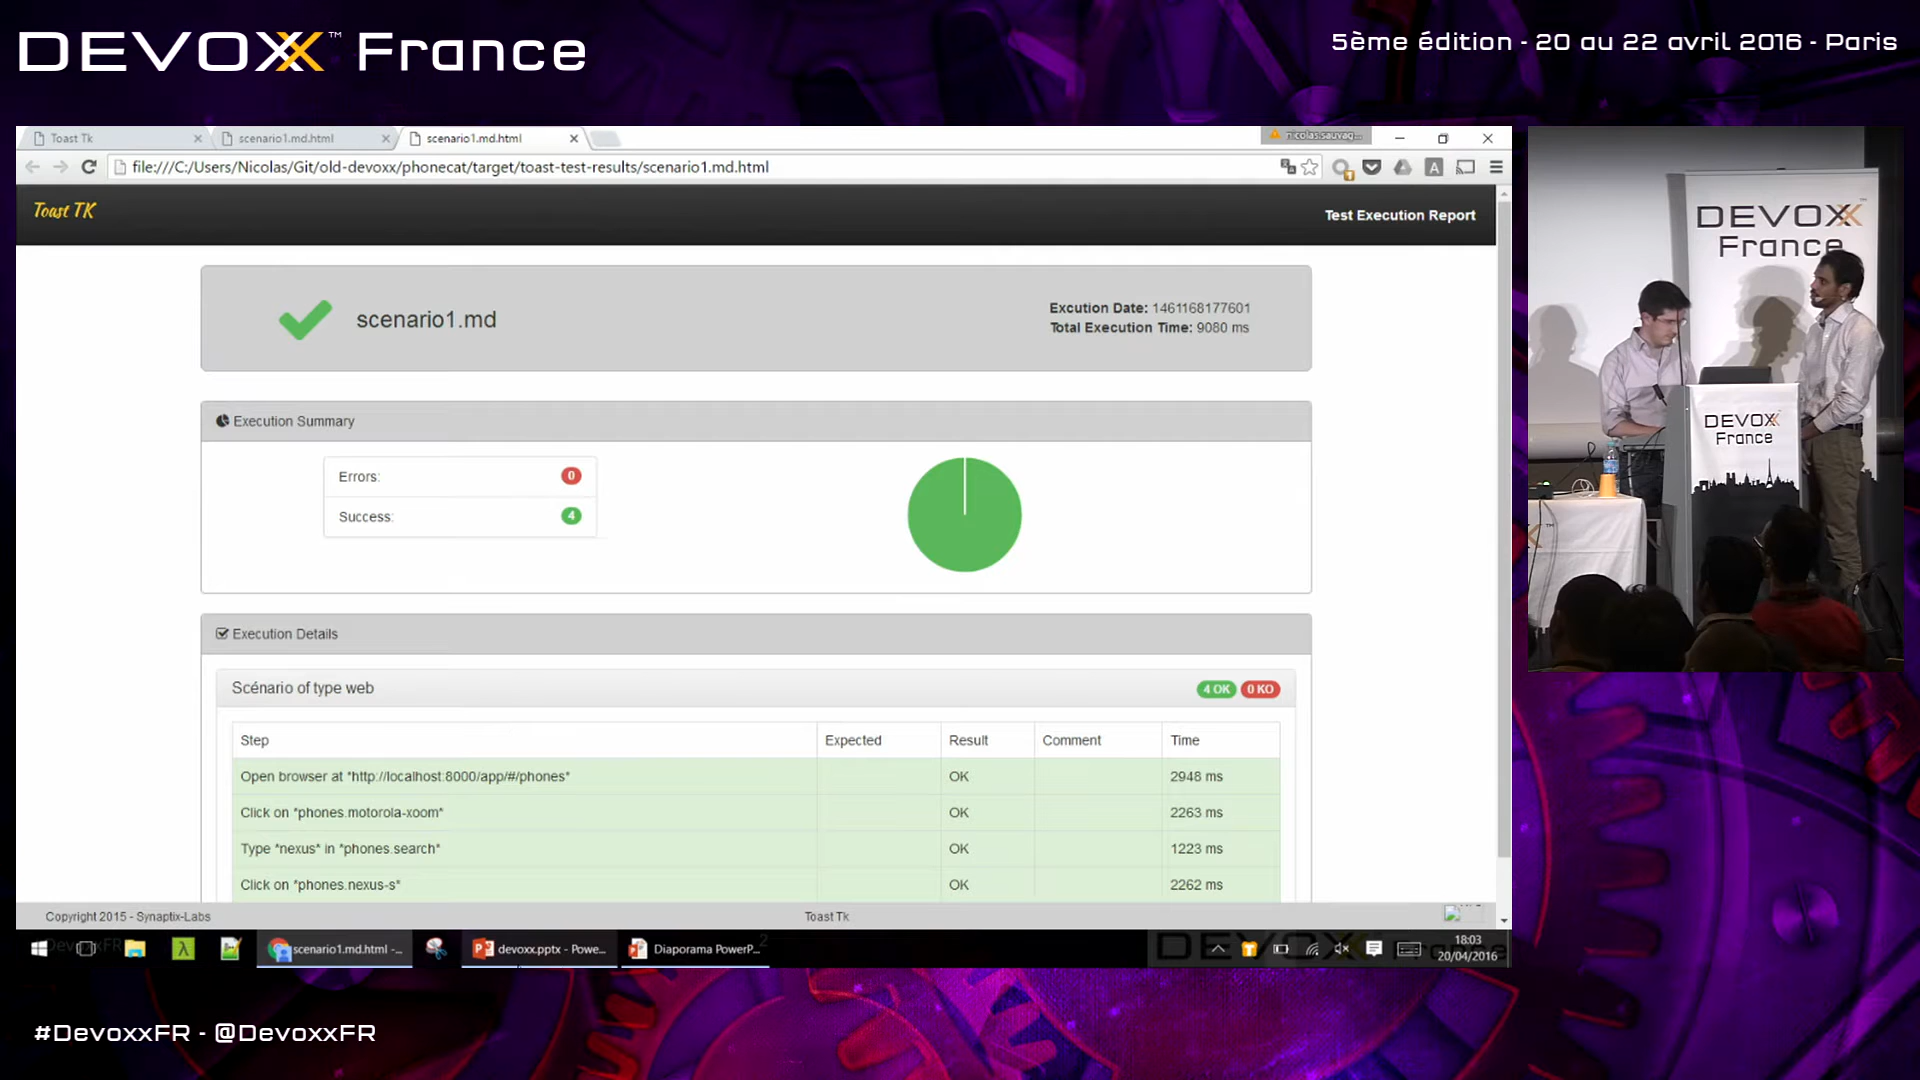 DEVOXX™ France
5ème édition - 20 au 22 avril 2016 - Paris
Toast Tk
scenario1.md.html
scenario1.md.html
nicolas.sauvag...
file:///C:/Users/Nicolas/Git/old-devoxx/phonecat/target/toast-test-results/scenario1.md.html
Toast TK
Test Execution Report
scenario1.md
Excution Date: 1461168177601
Total Execution Time: 9080 ms
Execution Summary
Errors: 0
Success: 4
Execution Details
Scénario of type web 4 OK 0 KO
Step Expected Result Comment Time
Open browser at *http://localhost:8000/app/#/phones* OK 2948 ms
Click on *phones.motorola-xoom* OK 2263 ms
Type *nexus* in *phones.search* OK 1223 ms
Click on *phones.nexus-s* OK 2262 ms
Copyright 2015 - Synaptix-Labs Toast Tk
scenario1.md.html -...
devoxx.pptx - Powe...
Diaporama PowerP...
18:03
20/04/2016
DEVOXX
France
DEVOXX
France
#DevoxxFR - @DevoxxFR